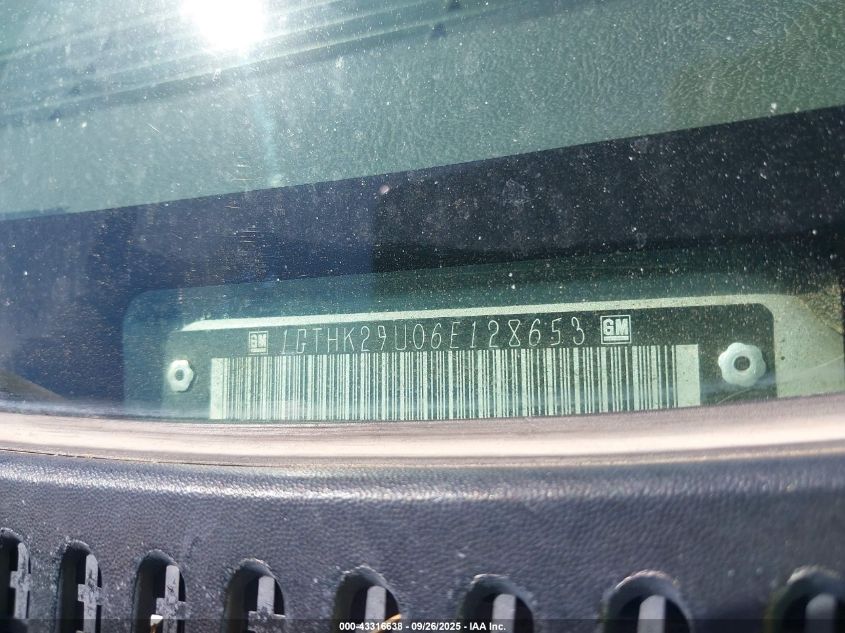 GM 1GTHK29U06E128653 GM
000-43316638 - 09/26/2025 - IAA Inc.